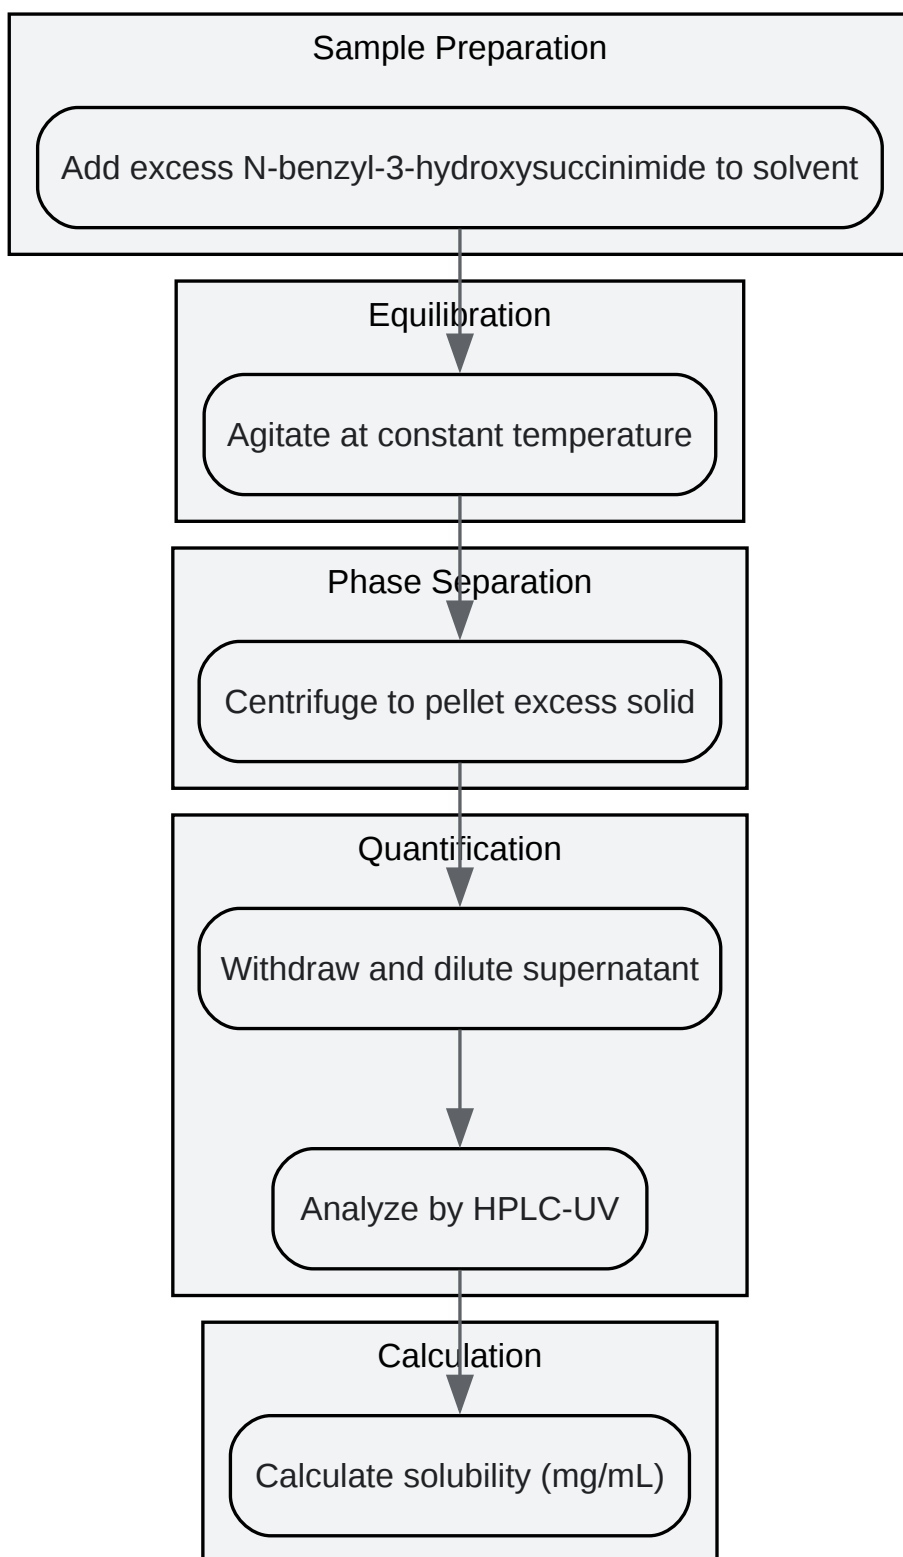 Sample Preparation
Add excess N-benzyl-3-hydroxysuccinimide to solvent
Equilibration
Agitate at constant temperature
Phase Separation
Centrifuge to pellet excess solid
Quantification
Withdraw and dilute supernatant
Analyze by HPLC-UV
Calculation
Calculate solubility (mg/mL)